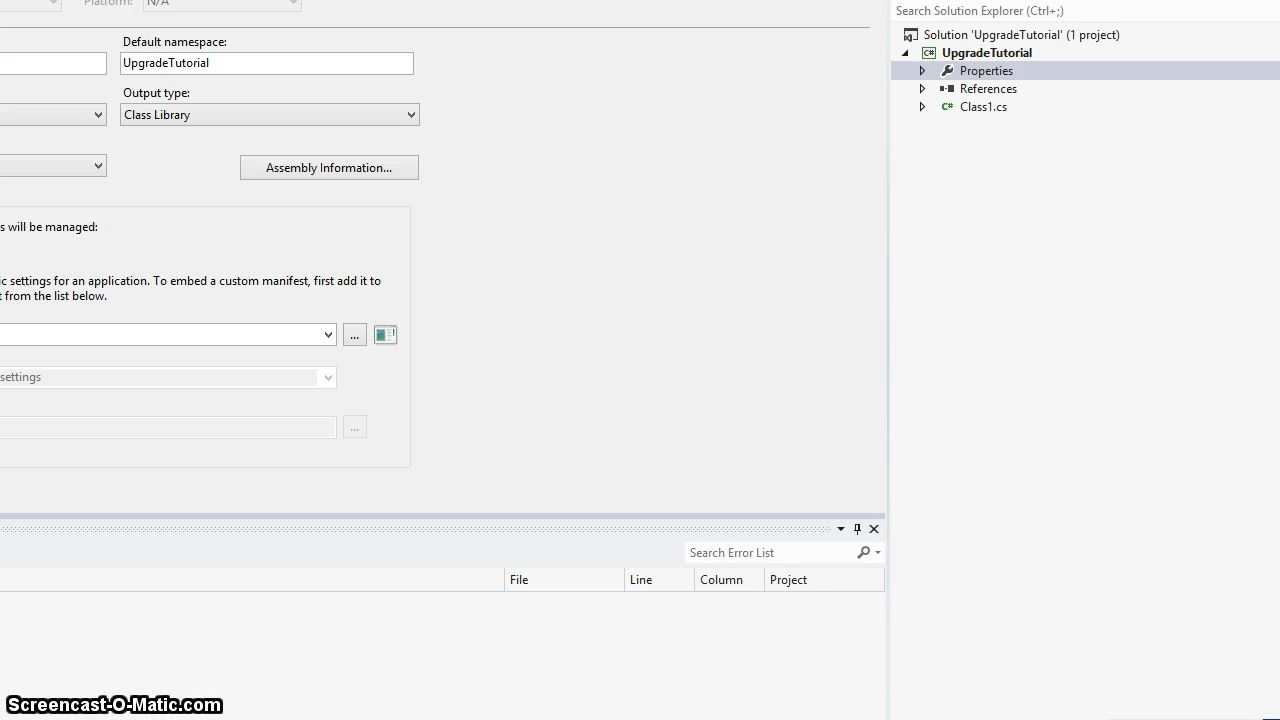 Platform: N/A
Default namespace:
UpgradeTutorial
Output type:
Class Library
Assembly Information...
s will be managed:
ic settings for an application. To embed a custom manifest, first add it to
t from the list below.
...
settings
...
Search Error List
File Line Column Project
Search Solution Explorer (Ctrl+;)
Solution 'UpgradeTutorial' (1 project)
C# UpgradeTutorial
Properties
References
C# Class1.cs
Screencast-O-Matic.com